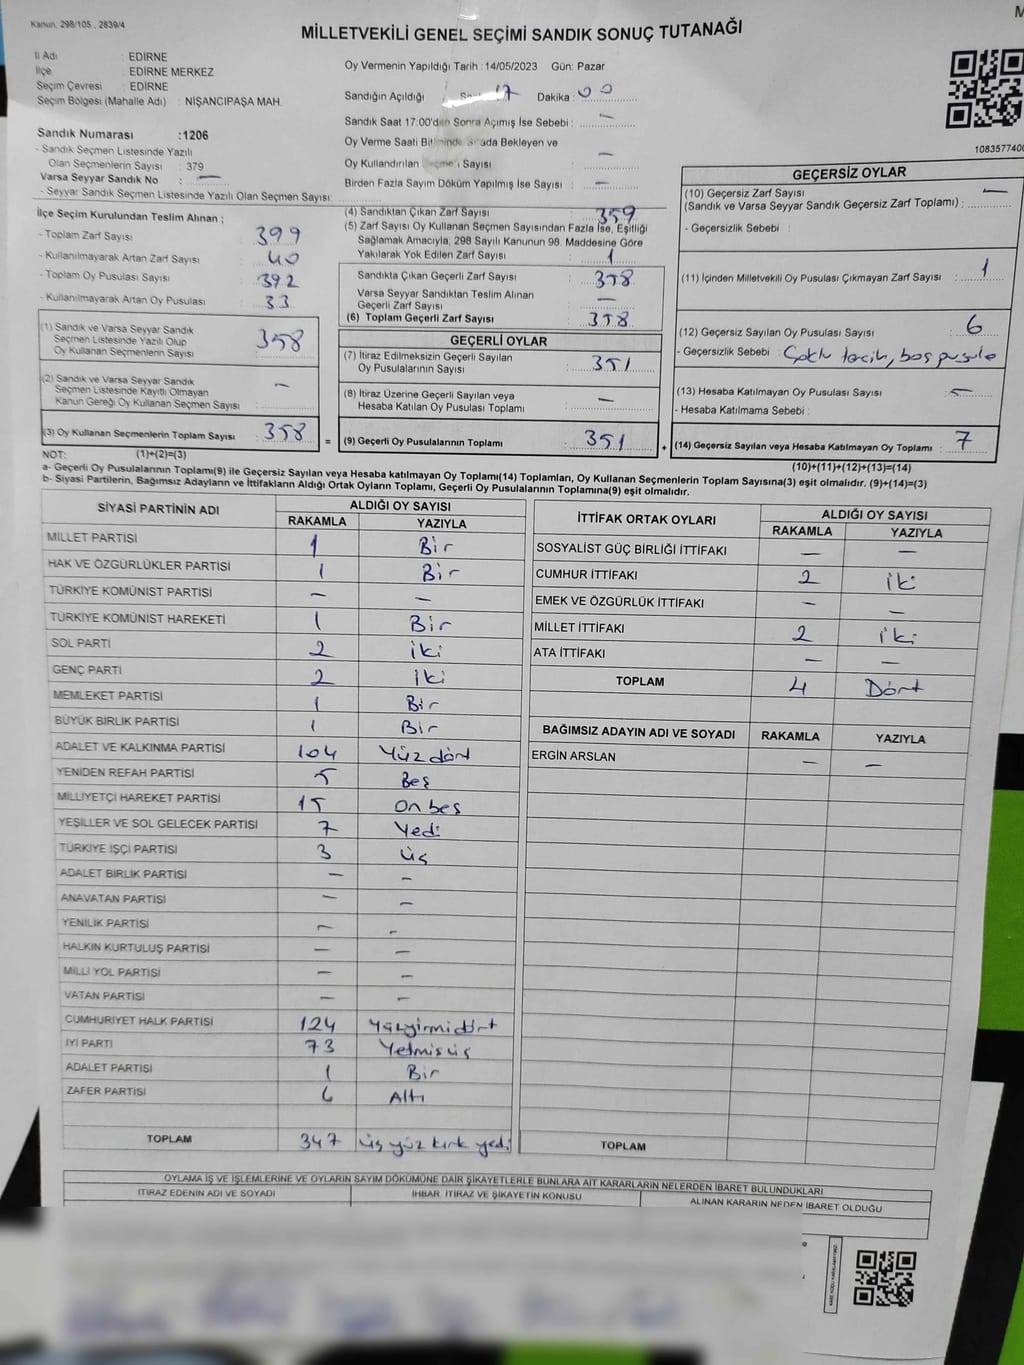 Kanun, 298/105 , 2839/4
MİLLETVEKİLİ GENEL SEÇİMİ SANDIK SONUÇ TUTANAĞI
İl Adı : EDİRNE
İlçe : EDİRNE MERKEZ
Seçim Çevresi : EDİRNE
Seçim Bölgesi (Mahalle Adı) : NİŞANCIPAŞA MAH.
Sandık Numarası :1206
- Sandık Seçmen Listesinde Yazılı
Olan Seçmenlerin Sayısı : 379
Varsa Seyyar Sandık No : —
- Seyyar Sandık Seçmen Listesinde Yazılı Olan Seçmen Sayısı:
Oy Vermenin Yapıldığı Tarih :14/05/2023 Gün: Pazar
Sandığın Açıldığı 17 Dakika : 00
Sandık Saat 17:00'den Sonra Açımış İse Sebebi : —
Oy Verme Saati Bitiminde Sırada Bekleyen ve
Oy Kullandırılan Seçmen Sayısı : —
Birden Fazla Sayım Döküm Yapılmış İse Sayısı : —
108357740
İlçe Seçim Kurulundan Teslim Alınan ;
- Toplam Zarf Sayısı 399
- Kullanılmayarak Artan Zarf Sayısı 40
- Toplam Oy Pusulası Sayısı 392
- Kullanılmayarak Artan Oy Pusulası 33
(1) Sandık ve Varsa Seyyar Sandık
Seçmen Listesinde Yazılı Olup
Oy Kullanan Seçmenlerin Sayısı 358
(2) Sandık ve Varsa Seyyar Sandık
Seçmen Listesinde Kayıtlı Olmayan
Kanun Gereği Oy Kullanan Seçmen Sayısı : —
(3) Oy Kullanan Seçmenlerin Toplam Sayısı : 358 =
(4) Sandıktan Çıkan Zarf Sayısı : 359
(5) Zarf Sayısı Oy Kullanan Seçmen Sayısından Fazla İse, Eşitliği
Sağlamak Amacıyla, 298 Sayılı Kanunun 98. Maddesine Göre
Yakılarak Yok Edilen Zarf Sayısı : 1
Sandıkta Çıkan Geçerli Zarf Sayısı : 358
Varsa Seyyar Sandıktan Teslim Alınan
Geçerli Zarf Sayısı : —
(6) Toplam Geçerli Zarf Sayısı : 358
GEÇERLİ OYLAR
(7) İtiraz Edilmeksizin Geçerli Sayılan
Oy Pusulalarının Sayısı : 351
(8) İtiraz Üzerine Geçerli Sayılan veya
Hesaba Katılan Oy Pusulası Toplamı : —
(9) Geçerli Oy Pusulalarının Toplamı : 351 +
GEÇERSİZ OYLAR
(10) Geçersiz Zarf Sayısı —
(Sandık ve Varsa Seyyar Sandık Geçersiz Zarf Toplamı) :
- Geçersizlik Sebebi :
(11) İçinden Milletvekili Oy Pusulası Çıkmayan Zarf Sayısı : 1
(12) Geçersiz Sayılan Oy Pusulası Sayısı : 6
- Geçersizlik Sebebi : Çoklu tercih, boş pusula
(13) Hesaba Katılmayan Oy Pusulası Sayısı : —
- Hesaba Katılmama Sebebi :
(14) Geçersiz Sayılan veya Hesaba Katılmayan Oy Toplamı : 7
NOT: (1)+(2)=(3)
(10)+(11)+(12)+(13)=(14)
a- Geçerli Oy Pusulalarının Toplamı(9) ile Geçersiz Sayılan veya Hesaba katılmayan Oy Toplamı(14) Toplamları, Oy Kullanan Seçmenlerin Toplam Sayısına(3) eşit olmalıdır. (9)+(14)=(3)
b- Siyasi Partilerin, Bağımsız Adayların ve İttifakların Aldığı Ortak Oyların Toplamı, Geçerli Oy Pusulalarının Toplamına(9) eşit olmalıdır.
SİYASİ PARTİNİN ADI ALDIĞI OY SAYISI
RAKAMLA YAZIYLA
MİLLET PARTİSİ 1 Bir
HAK VE ÖZGÜRLÜKLER PARTİSİ 1 Bir
TÜRKİYE KOMÜNİST PARTİSİ — —
TÜRKİYE KOMÜNİST HAREKETİ 1 Bir
SOL PARTİ 2 iki
GENÇ PARTİ 2 iki
MEMLEKET PARTİSİ 1 Bir
BÜYÜK BİRLİK PARTİSİ 1 Bir
ADALET VE KALKINMA PARTİSİ 104 Yüz dört
YENİDEN REFAH PARTİSİ 5 Beş
MİLLİYETÇİ HAREKET PARTİSİ 15 On beş
YEŞİLLER VE SOL GELECEK PARTİSİ 7 Yedi
TÜRKİYE İŞÇİ PARTİSİ 3 üç
ADALET BİRLİK PARTİSİ — —
ANAVATAN PARTİSİ — —
YENİLİK PARTİSİ — —
HALKIN KURTULUŞ PARTİSİ — —
MİLLİ YOL PARTİSİ — —
VATAN PARTİSİ — —
CUMHURİYET HALK PARTİSİ 124 Yüzyirmidört
İYİ PARTİ 73 Yetmişüç
ADALET PARTİSİ 1 Bir
ZAFER PARTİSİ 6 Altı
TOPLAM 347 üç yüz kırk yedi
İTTİFAK ORTAK OYLARI ALDIĞI OY SAYISI
RAKAMLA YAZIYLA
SOSYALİST GÜÇ BİRLİĞİ İTTİFAKI — —
CUMHUR İTTİFAKI 2 iki
EMEK VE ÖZGÜRLÜK İTTİFAKI — —
MİLLET İTTİFAKI 2 iki
ATA İTTİFAKI — —
TOPLAM 4 Dört
BAĞIMSIZ ADAYIN ADI VE SOYADI RAKAMLA YAZIYLA
ERGİN ARSLAN — —
TOPLAM
OYLAMA İŞ VE İŞLEMLERİNE VE OYLARIN SAYIM DÖKÜMÜNE DAİR ŞİKAYETLERLE BUNLARA AİT KARARLARIN NELERDEN İBARET BULUNDUKLARI
İTİRAZ EDENİN ADI VE SOYADI İHBAR, İTİRAZ VE ŞİKAYETİN KONUSU ALINAN KARARIN NEDEN İBARET OLDUĞU